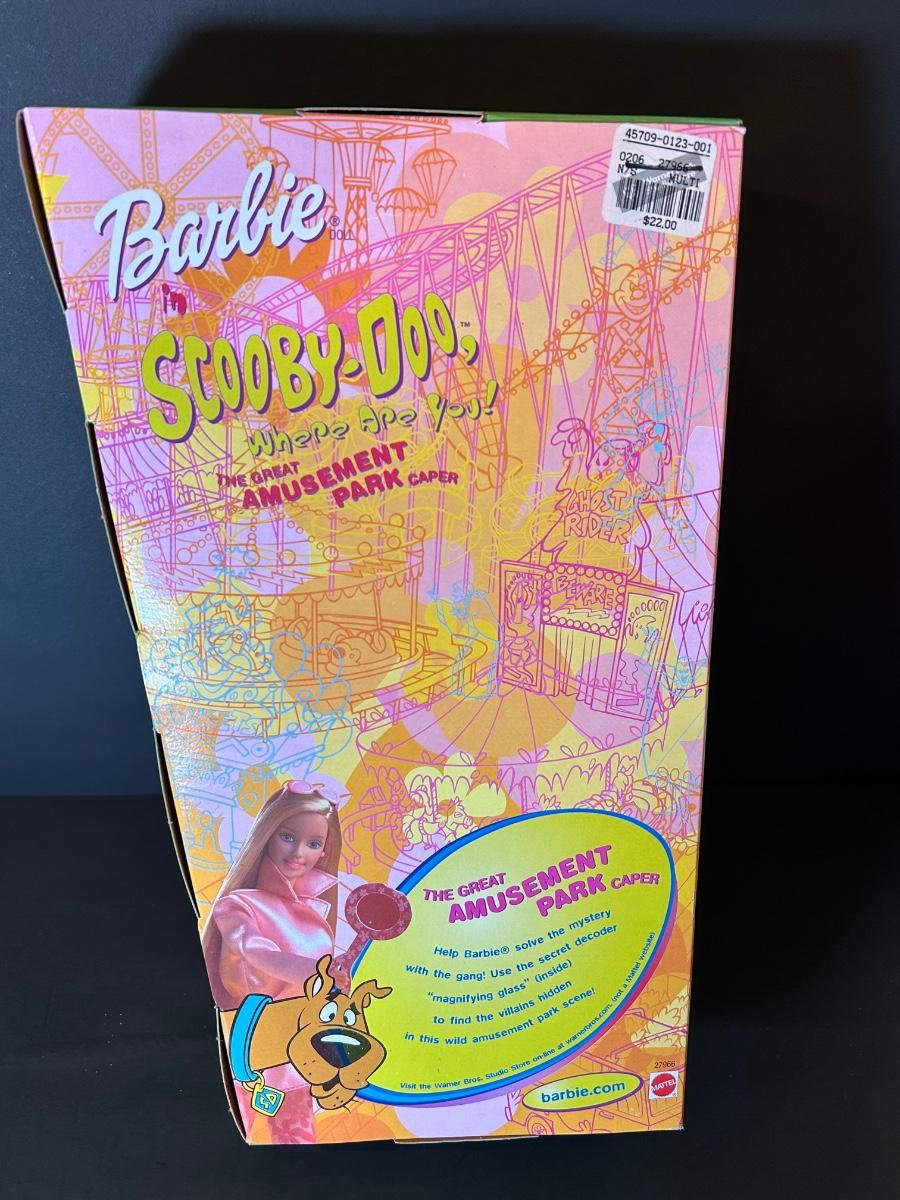 45709-0123-001
0206 27966
N/S MULTI
$22.00
Barbie®
DOLL
in
SCOOBY-DOO,™
Where Are You!
THE GREAT
AMUSEMENT
PARK CAPER
GHOST
RIDER
BEWARE
THE GREAT
AMUSEMENT
PARK CAPER
Help Barbie® solve the mystery
with the gang! Use the secret decoder
"magnifying glass" (inside)
to find the villains hidden
in this wild amusement park scene!
Visit the Warner Bros. Studio Store on-line at warnerbros.com. (not a Mattel website)
barbie.com
27966
MATTEL
SD